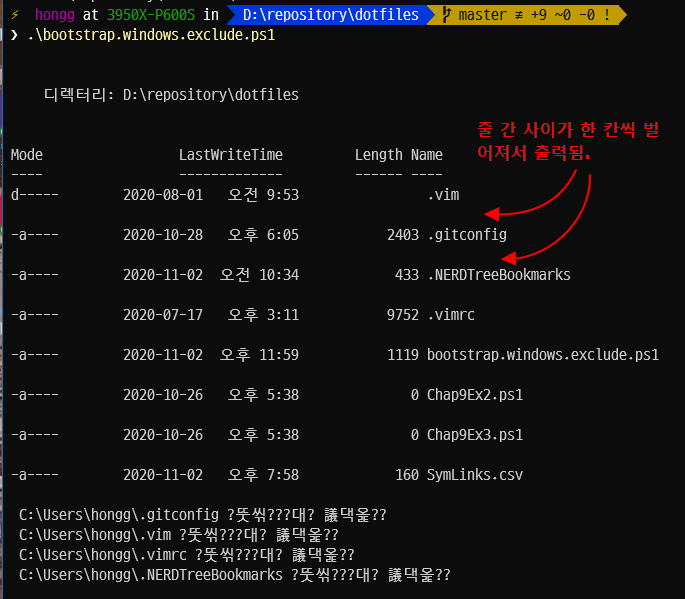 ⚡ hongg at 3950X-P600S in D:\repository\dotfiles master ≢ +9 ~0 -0 !
❯ .\bootstrap.windows.exclude.ps1
디렉터리: D:\repository\dotfiles
줄 간 사이가 한 칸씩 벌
어져서 출력됨.
Mode LastWriteTime Length Name
---- ------------- ------ ----
d----- 2020-08-01 오전 9:53 .vim
-a---- 2020-10-28 오후 6:05 2403 .gitconfig
-a---- 2020-11-02 오전 10:34 433 .NERDTreeBookmarks
-a---- 2020-07-17 오후 3:11 9752 .vimrc
-a---- 2020-11-02 오후 11:59 1119 bootstrap.windows.exclude.ps1
-a---- 2020-10-26 오후 5:38 0 Chap9Ex2.ps1
-a---- 2020-10-26 오후 5:38 0 Chap9Ex3.ps1
-a---- 2020-11-02 오후 7:58 160 SymLinks.csv
C:\Users\hongg\.gitconfig ?뚯씪???대? 議댁옱??
C:\Users\hongg\.vim ?뚯씪???대? 議댁옱??
C:\Users\hongg\.vimrc ?뚯씪???대? 議댁옱??
C:\Users\hongg\.NERDTreeBookmarks ?뚯씪???대? 議댁옱??